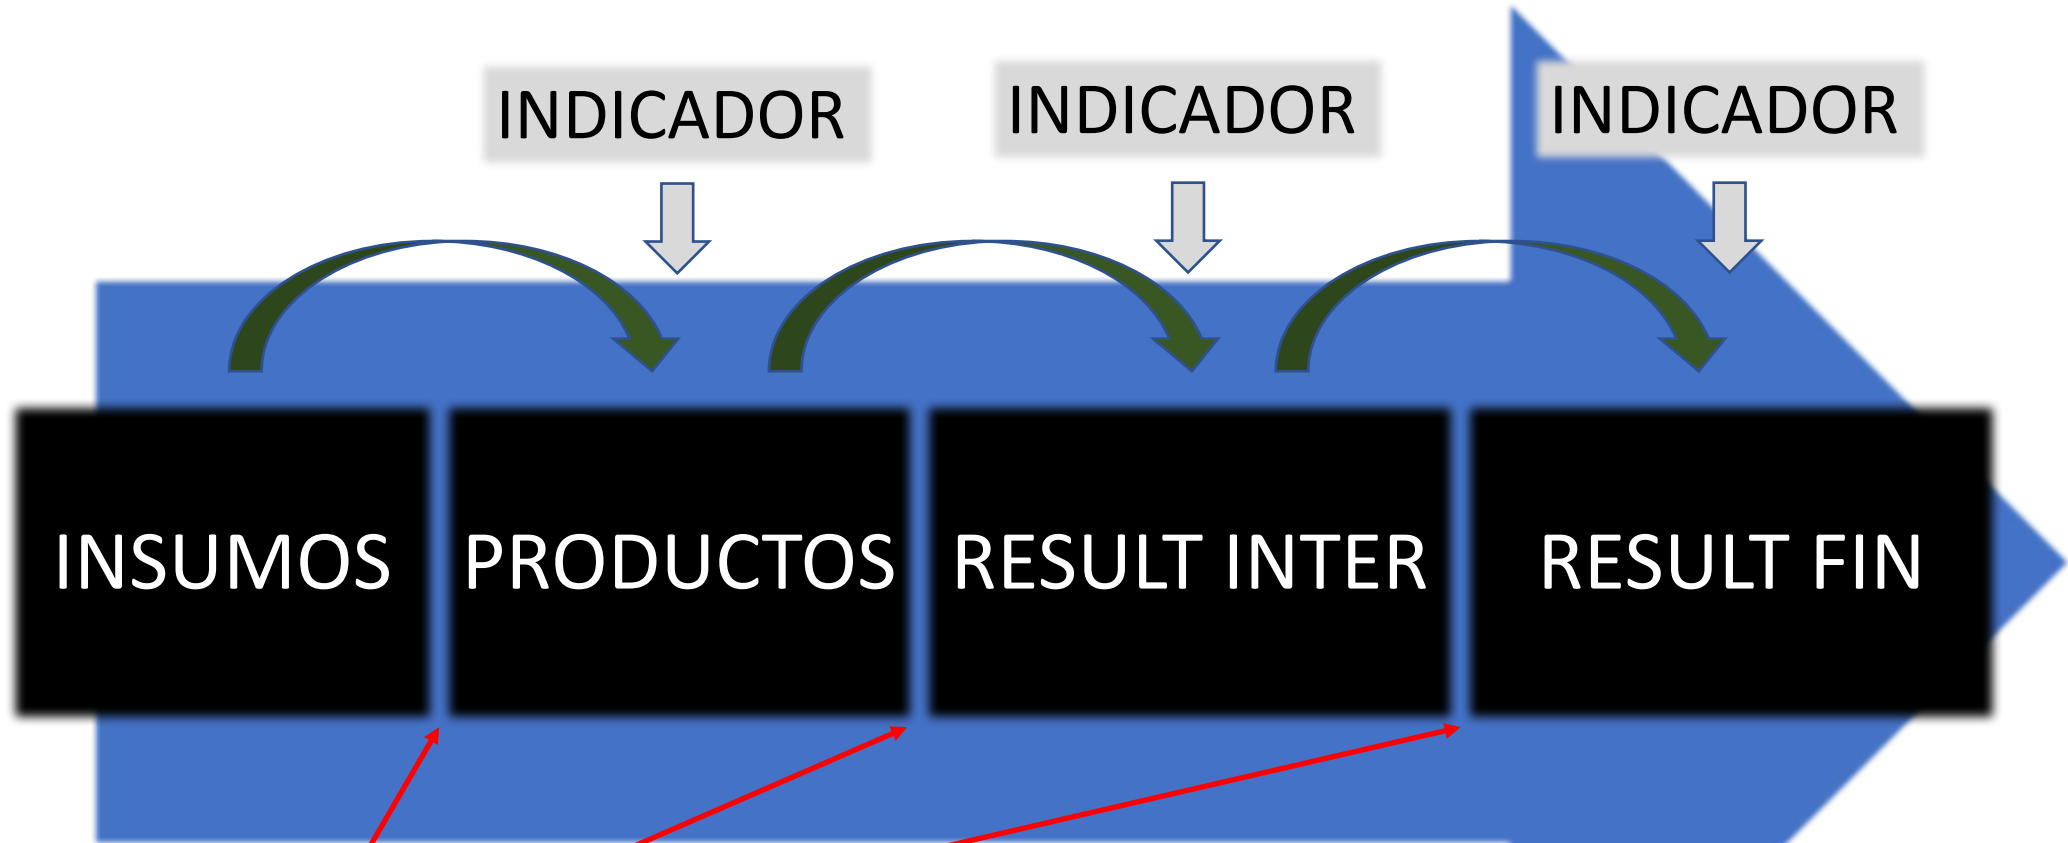 INDICADOR
INDICADOR
INDICADOR
INSUMOS
PRODUCTOS
RESULT INTER
RESULT FIN